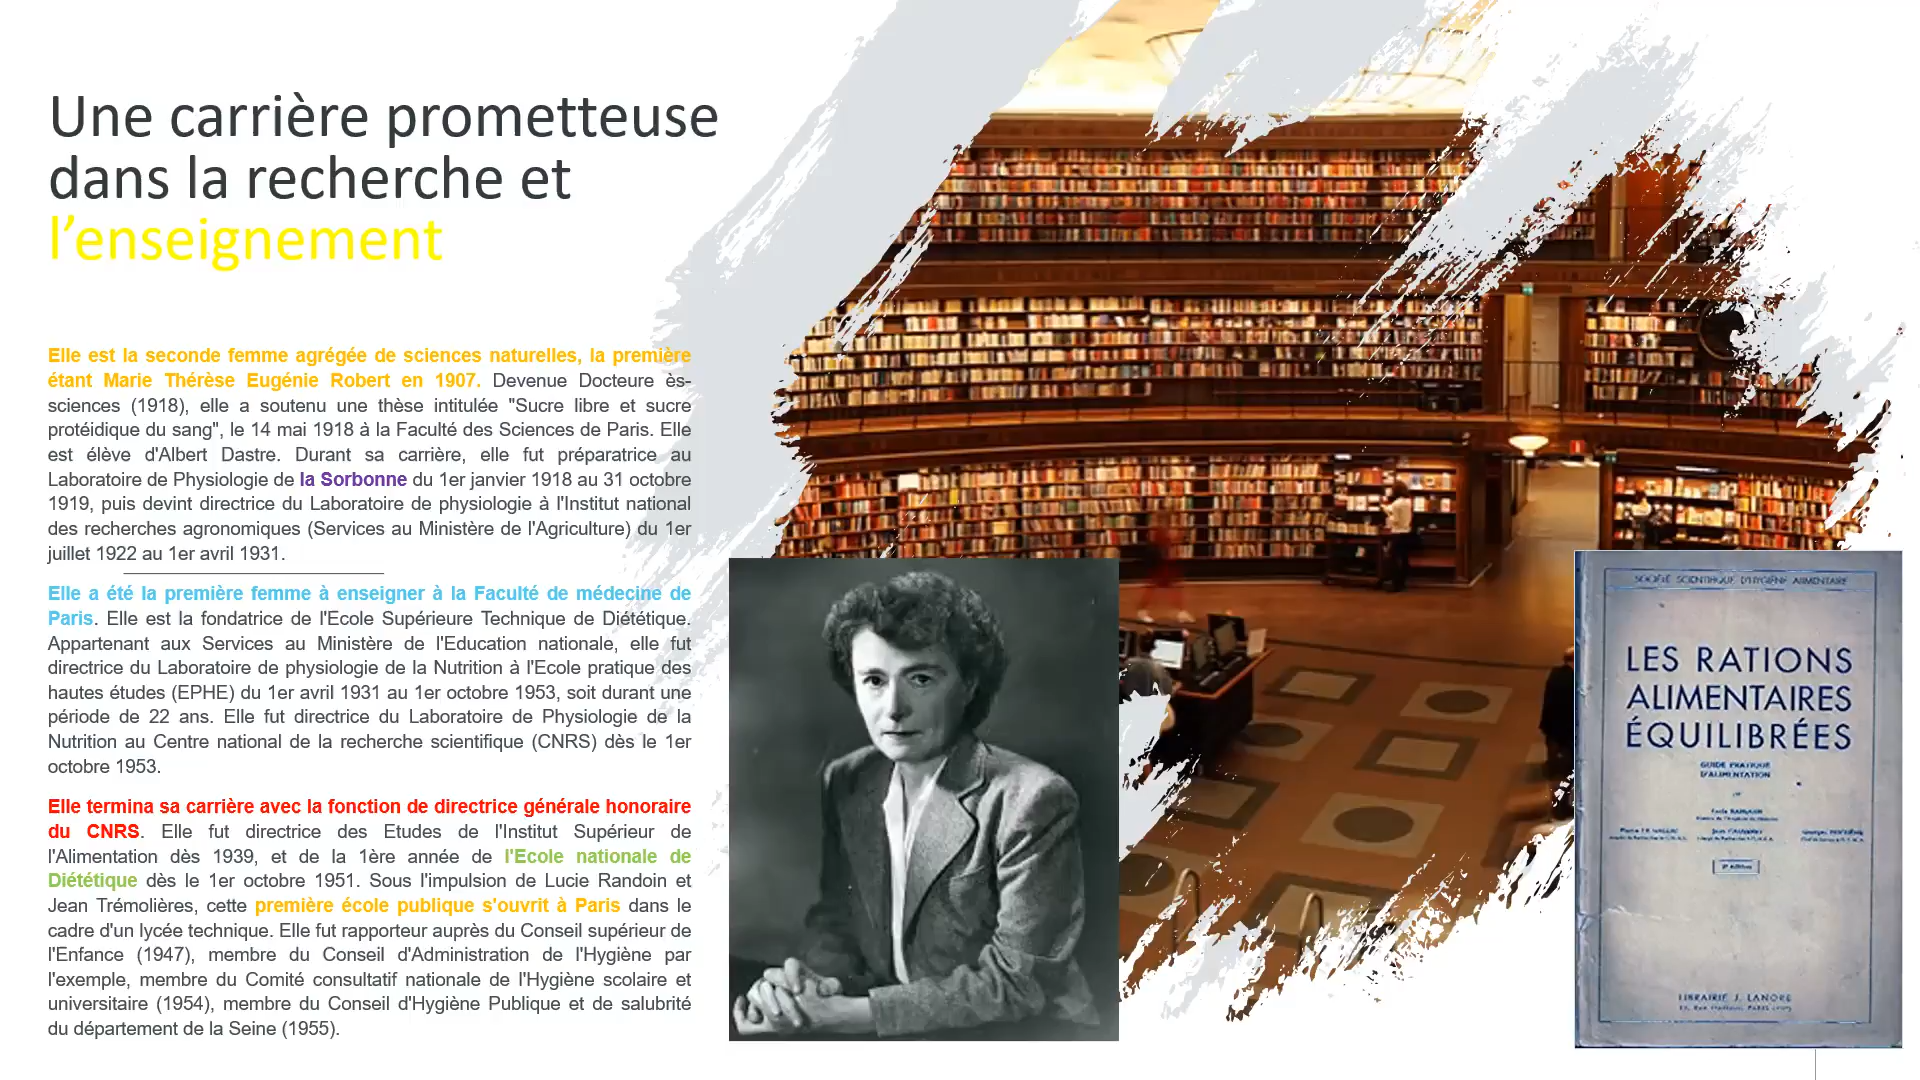 Une carrière prometteuse
dans la recherche et
l'enseignement
Elle est la seconde femme agrégée de sciences naturelles, la première
étant Marie Thérèse Eugénie Robert en 1907. Devenue Docteure ès-
sciences (1918), elle a soutenu une thèse intitulée "Sucre libre et sucre
protéidique du sang", le 14 mai 1918 à la Faculté des Sciences de Paris. Elle
est élève d'Albert Dastre. Durant sa carrière, elle fut préparatrice au
Laboratoire de Physiologie de la Sorbonne du 1er janvier 1918 au 31 octobre
1919, puis devint directrice du Laboratoire de physiologie à l'Institut national
des recherches agronomiques (Services au Ministère de l'Agriculture) du 1er
juillet 1922 au 1er avril 1931.
Elle a été la première femme à enseigner à la Faculté de médecine de
Paris. Elle est la fondatrice de l'Ecole Supérieure Technique de Diététique.
Appartenant aux Services au Ministère de l'Education nationale, elle fut
directrice du Laboratoire de physiologie de la Nutrition à l'Ecole pratique des
hautes études (EPHE) du 1er avril 1931 au 1er octobre 1953, soit durant une
période de 22 ans. Elle fut directrice du Laboratoire de Physiologie de la
Nutrition au Centre national de la recherche scientifique (CNRS) dès le 1er
octobre 1953.
Elle termina sa carrière avec la fonction de directrice générale honoraire
du CNRS. Elle fut directrice des Etudes de l'Institut Supérieur de
l'Alimentation dès 1939, et de la 1ère année de l'Ecole nationale de
Diététique dès le 1er octobre 1951. Sous l'impulsion de Lucie Randoin et
Jean Trémolières, cette première école publique s'ouvrit à Paris dans le
cadre d'un lycée technique. Elle fut rapporteur auprès du Conseil supérieur de
l'Enfance (1947), membre du Conseil d'Administration de l'Hygiène par
l'exemple, membre du Comité consultatif nationale de l'Hygiène scolaire et
universitaire (1954), membre du Conseil d'Hygiène Publique et de salubrité
du département de la Seine (1955).
SOCIÉTÉ SCIENTIFIQUE D'HYGIÈNE ALIMENTAIRE
LES RATIONS
ALIMENTAIRES
ÉQUILIBRÉES
GUIDE PRATIQUE
D'ALIMENTATION
LIBRAIRIE J. LANORE